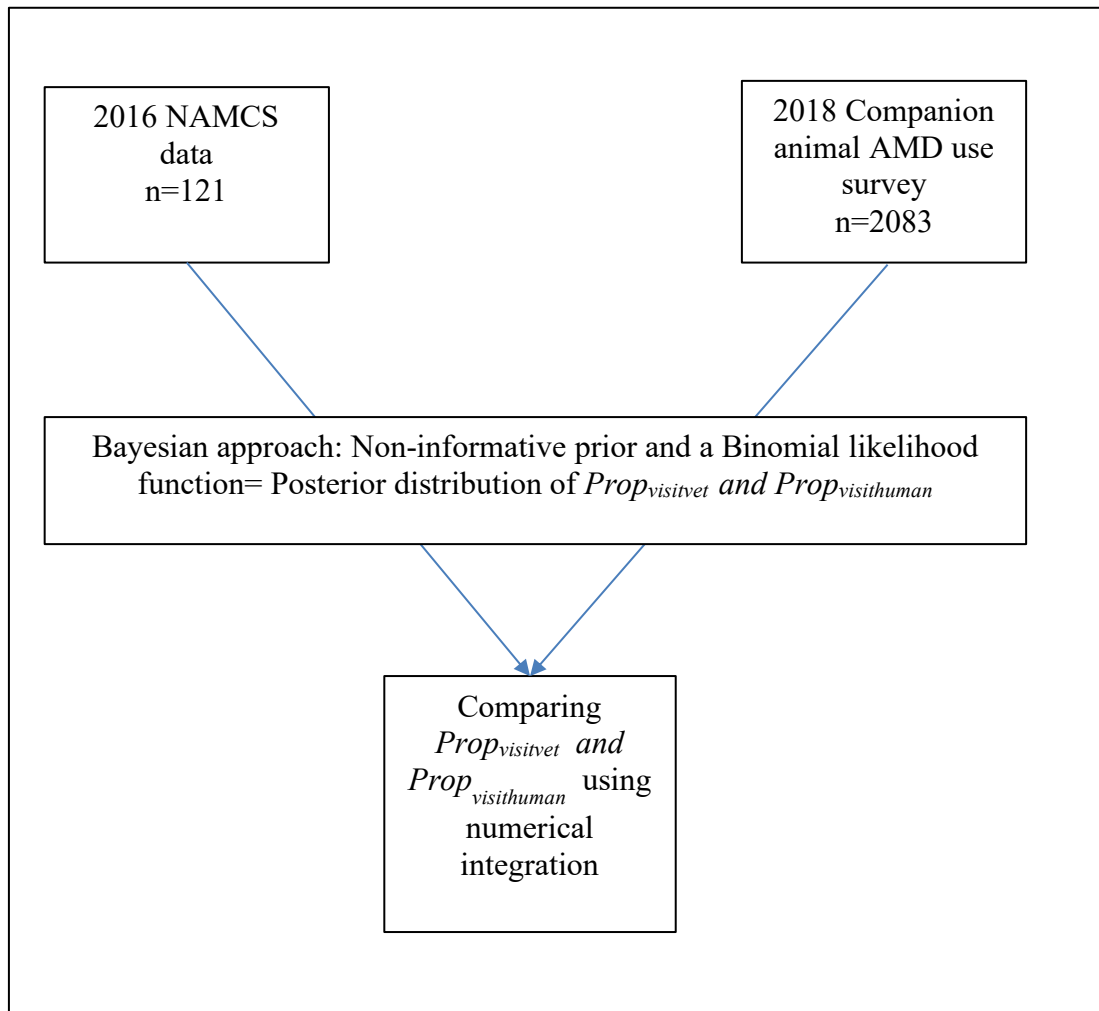 2016 NAMCS
data
n=121
2018 Companion
animal AMD use
survey
n=2083
Bayesian approach: Non-informative prior and a Binomial likelihood
function= Posterior distribution of Propvisitvet and Propvisithuman
Comparing
Propvisitvet and
Propvisithuman using
numerical
integration